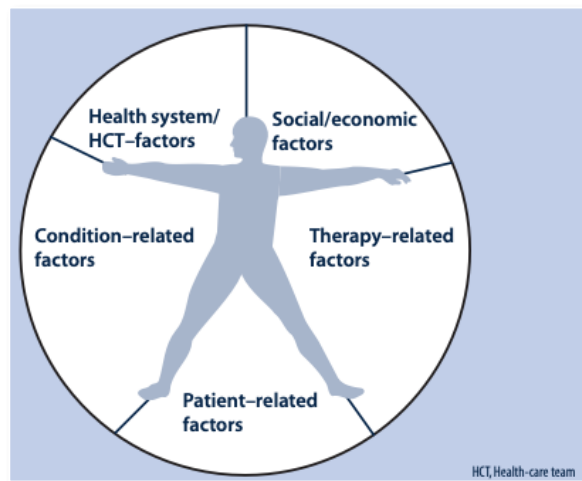 Health system/
HCT–factors
Social/economic
factors
Condition–related
factors
Therapy–related
factors
Patient–related
factors
HCT, Health-care team